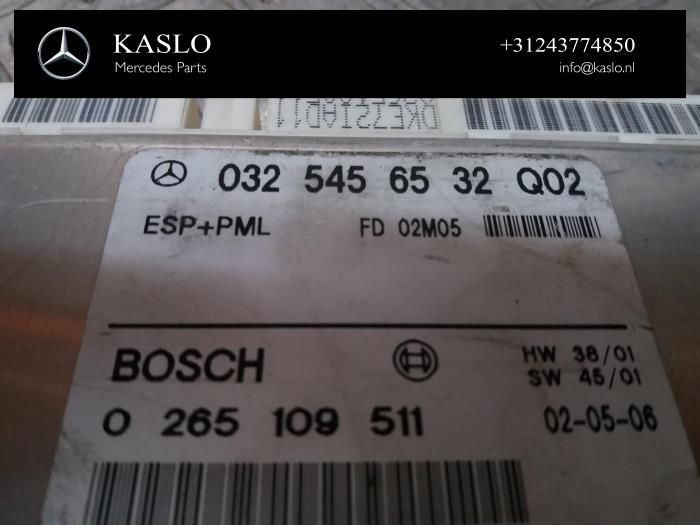 KASLO
Mercedes Parts
+31243774850
info@kaslo.nl
032 545 65 32 Q02
ESP+PML FD 02M05
BOSCH
HW 38/01
SW 45/01
0 265 109 511
02-05-06